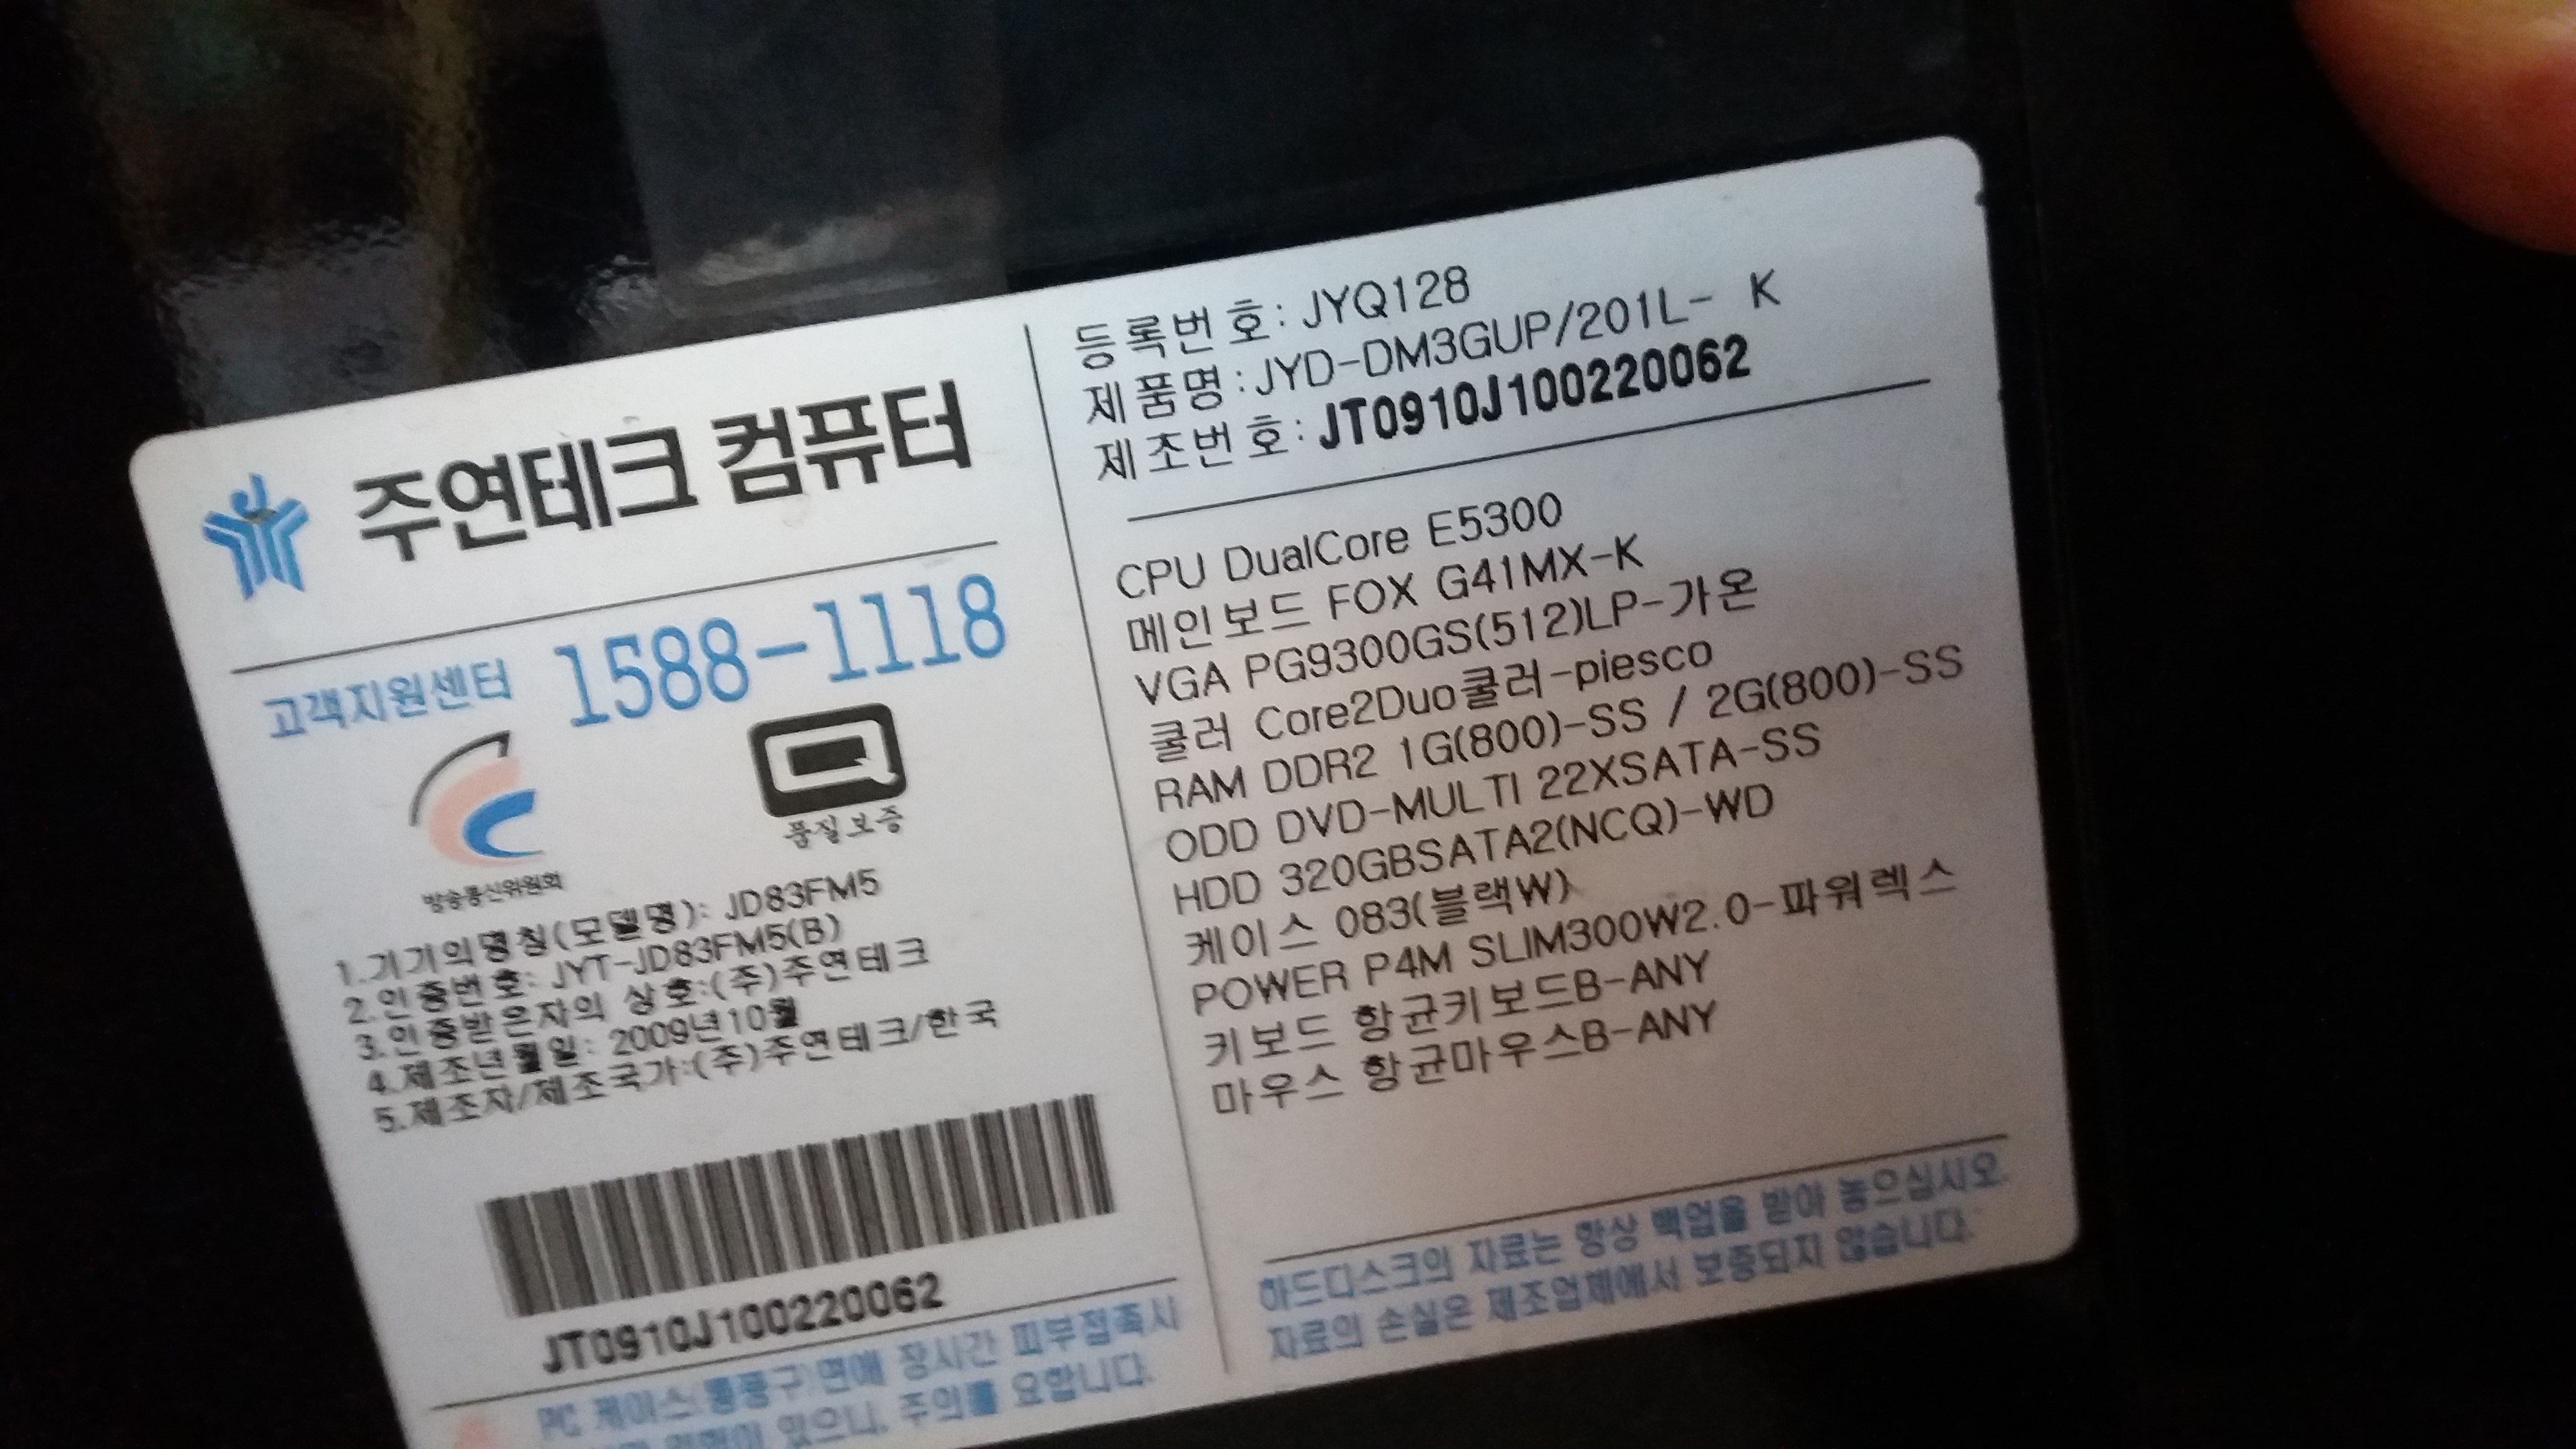 주연테크 컴퓨터
고객지원센터 1588-1118
방송통신위원회
품질보증
1.기기의명칭(모델명): JD83FM5
2.인증번호: JYT-JD83FM5(B)
3.인증받은자의 상호:(주)주연테크
4.제조년월일: 2009년10월
5.제조자/제조국가:(주)주연테크/한국
JT0910J100220062
PC 케이스 통풍구 면에 장시간 피부접촉시
있으니, 주의를 요합니다.
등록번호: JYQ128
제품명:JYD-DM3GUP/201L- K
제조번호:JT0910J100220062
CPU DualCore E5300
메인보드 FOX G41MX-K
VGA PG9300GS(512)LP-가온
쿨러 Core2Duo쿨러-piesco
RAM DDR2 1G(800)-SS / 2G(800)-SS
ODD DVD-MULTI 22XSATA-SS
HDD 320GBSATA2(NCQ)-WD
케이스 083(블랙W)
POWER P4M SLIM300W2.0-파워렉스
키보드 항균키보드B-ANY
마우스 항균마우스B-ANY
하드디스크의 자료는 항상 백업을 받아 놓으십시오.
자료의 손실은 제조업체에서 보증되지 않습니다.